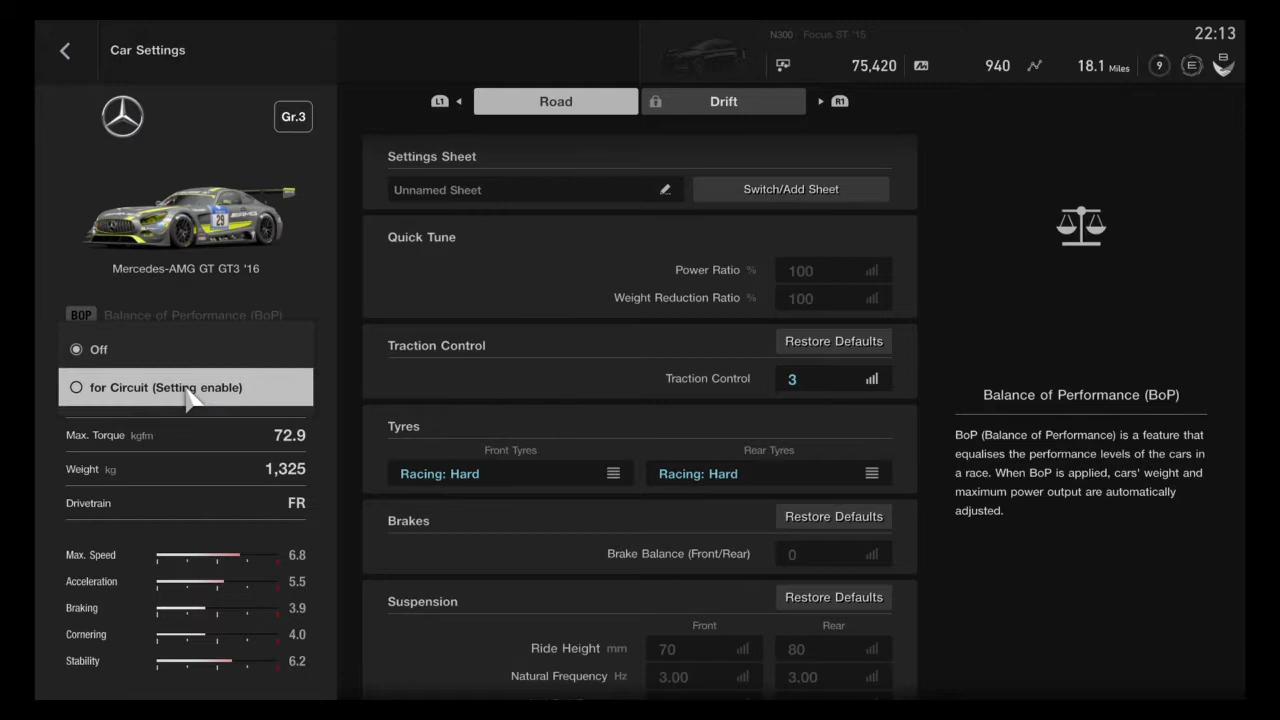 Car Settings
N300 Focus ST '15
22:13
75,420
940
18.1 Miles
9
E
B
L1
Road
Drift
R1
Gr.3
29
AMG
Mercedes-AMG GT GT3 '16
BOP Balance of Performance (BoP)
Off
for Circuit (Setting enable)
Max. Torque kgfm 72.9
Weight kg 1,325
Drivetrain FR
Max. Speed 6.8
Acceleration 5.5
Braking 3.9
Cornering 4.0
Stability 6.2
Settings Sheet
Unnamed Sheet
Switch/Add Sheet
Quick Tune
Power Ratio % 100
Weight Reduction Ratio % 100
Traction Control
Restore Defaults
Traction Control 3
Tyres
Front Tyres Rear Tyres
Racing: Hard Racing: Hard
Brakes
Restore Defaults
Brake Balance (Front/Rear) 0
Suspension
Restore Defaults
Front Rear
Ride Height mm 70 80
Natural Frequency Hz 3.00 3.00
Balance of Performance (BoP)
BoP (Balance of Performance) is a feature that
equalises the performance levels of the cars in
a race. When BoP is applied, cars' weight and
maximum power output are automatically
adjusted.